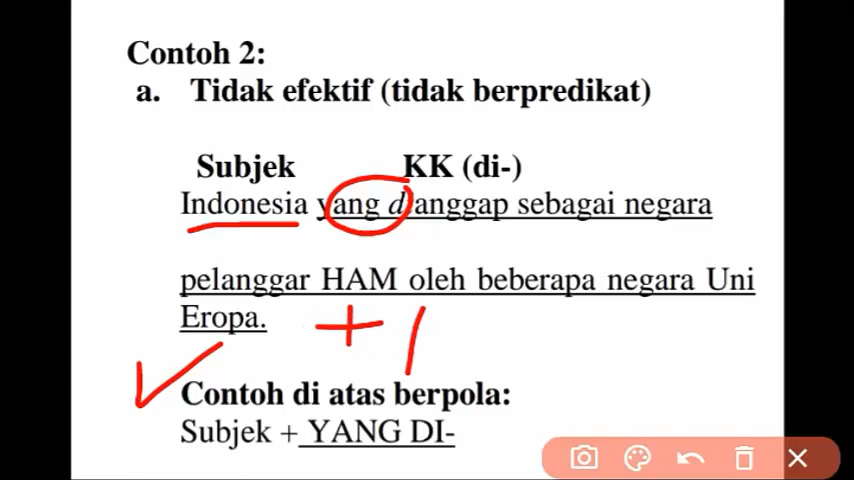 Contoh 2:
a. Tidak efektif (tidak berpredikat)
Subjek KK (di-)
Indonesia yang dianggap sebagai negara
pelanggar HAM oleh beberapa negara Uni
Eropa.
Contoh di atas berpola:
Subjek + YANG DI-